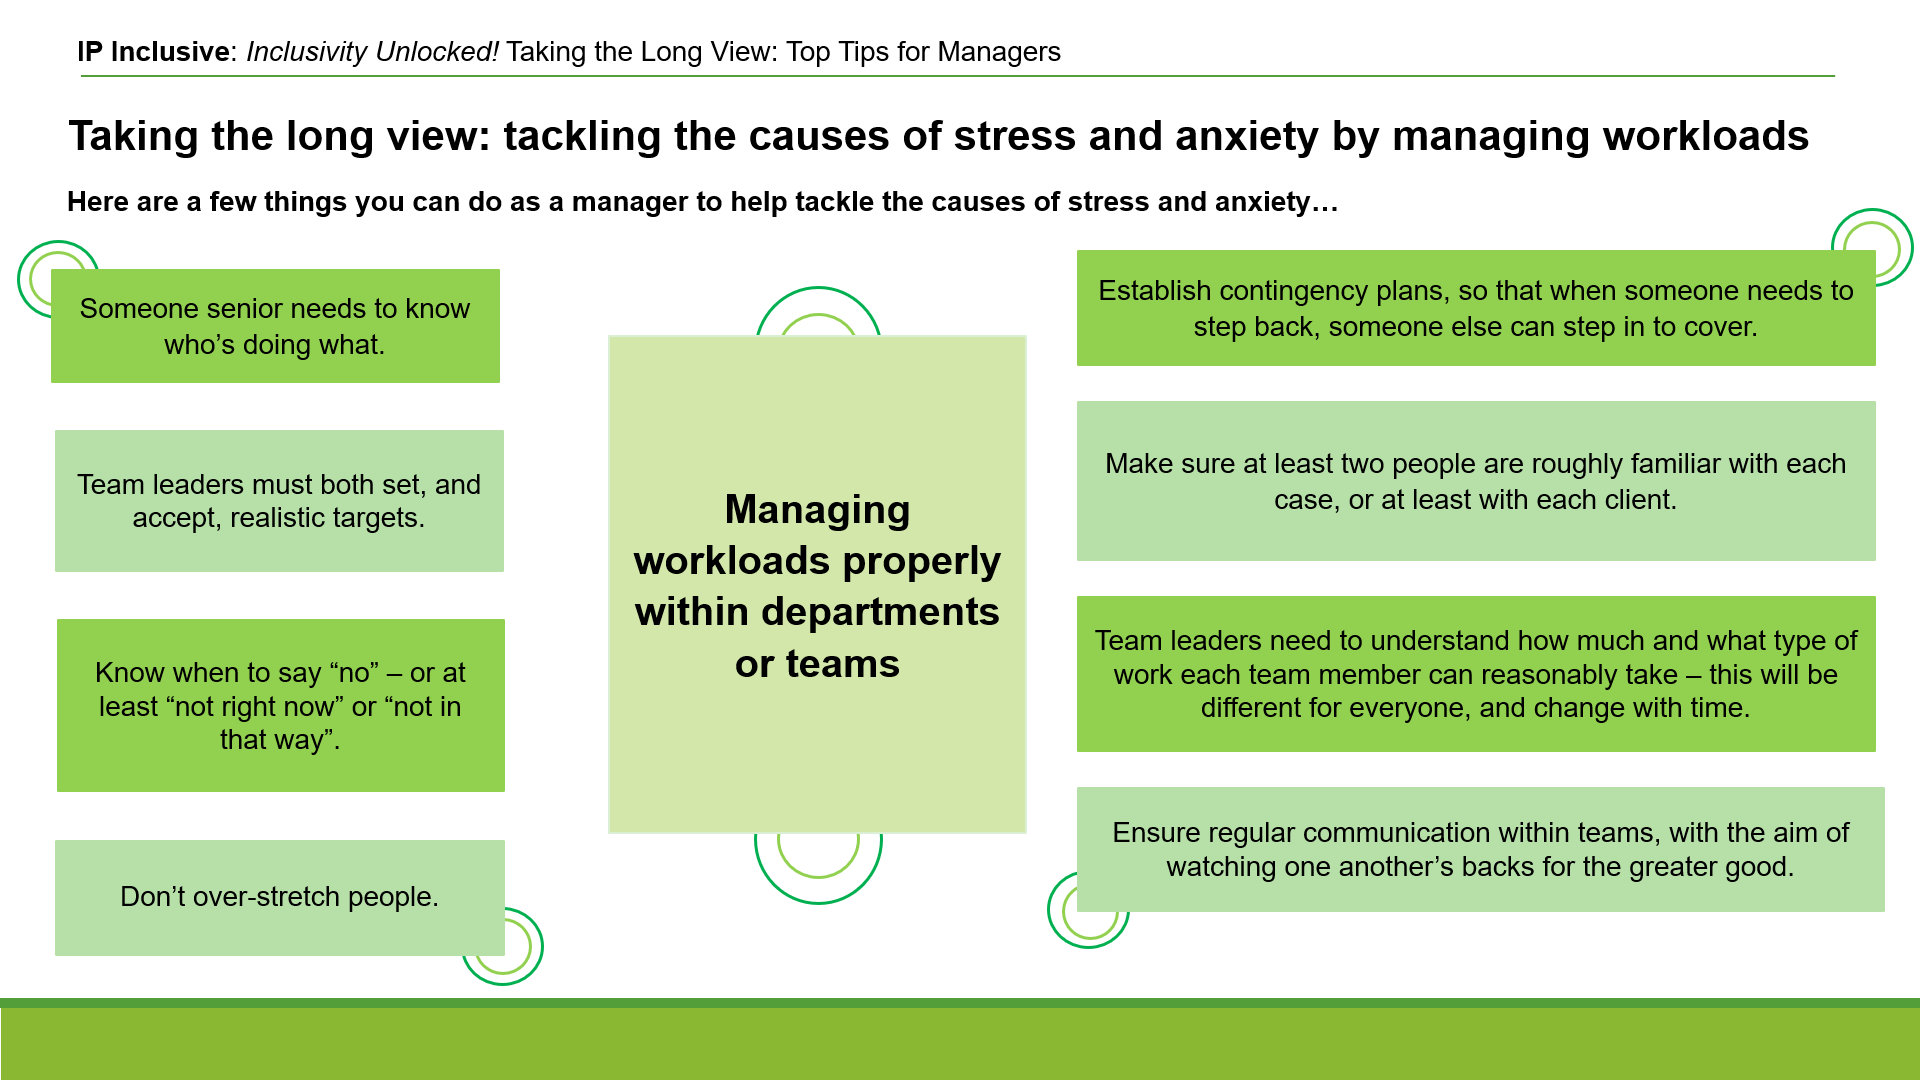 IP Inclusive: Inclusivity Unlocked! Taking the Long View: Top Tips for Managers
Taking the long view: tackling the causes of stress and anxiety by managing workloads
Here are a few things you can do as a manager to help tackle the causes of stress and anxiety…
Someone senior needs to know
who’s doing what.
Team leaders must both set, and
accept, realistic targets.
Know when to say “no” – or at
least “not right now” or “not in
that way”.
Don’t over-stretch people.
Managing
workloads properly
within departments
or teams
Establish contingency plans, so that when someone needs to
step back, someone else can step in to cover.
Make sure at least two people are roughly familiar with each
case, or at least with each client.
Team leaders need to understand how much and what type of
work each team member can reasonably take – this will be
different for everyone, and change with time.
Ensure regular communication within teams, with the aim of
watching one another’s backs for the greater good.